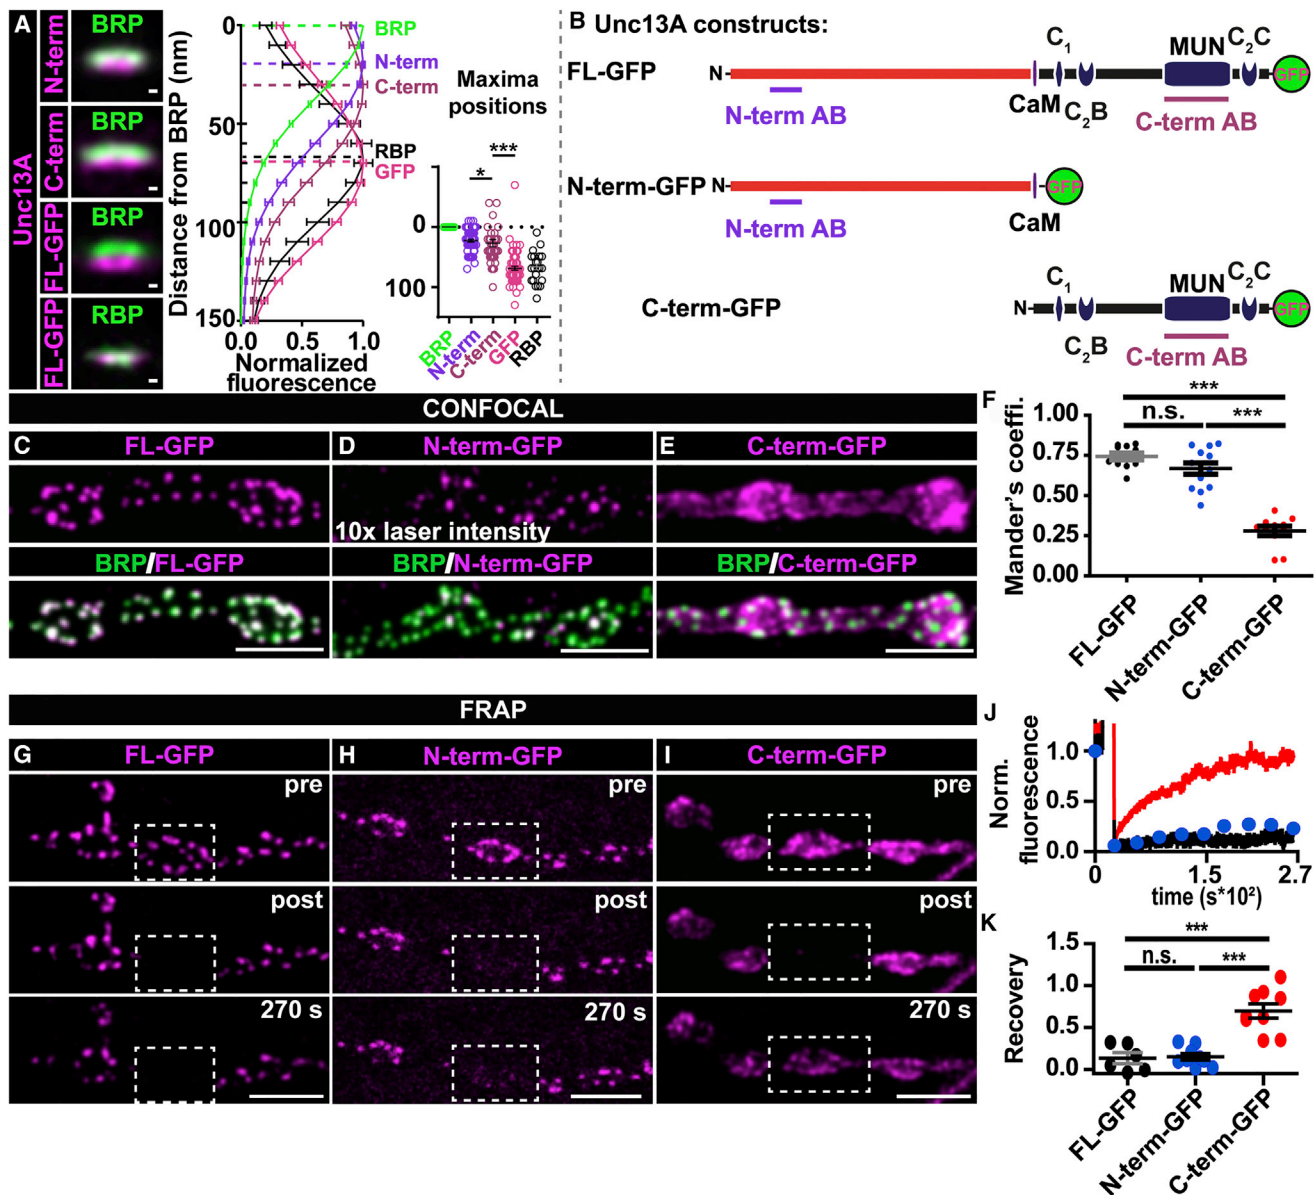 A
Unc13A
N-term
BRP
C-term
BRP
FL-GFP
BRP
FL-GFP
RBP
Distance from BRP (nm)
0
50
100
150
BRP
N-term
C-term
RBP
GFP
0.0
0.5
1.0
Normalized
fluorescence
Maxima
positions
***
*
0
100
BRP
N-term
C-term
GFP
RBP
B
Unc13A constructs:
FL-GFP
N-
N-term AB
CaM
C₁
C₂B
MUN
C₂C
GFP
C-term AB
N-term-GFP
N-
N-term AB
CaM
GFP
C-term-GFP
N-
C₁
C₂B
MUN
C₂C
GFP
C-term AB
CONFOCAL
C
FL-GFP
BRP/FL-GFP
D
N-term-GFP
10x laser intensity
BRP/N-term-GFP
E
C-term-GFP
BRP/C-term-GFP
F
Mander's coeffi.
1.00
0.75
0.50
0.25
0.00
***
n.s.
***
FL-GFP
N-term-GFP
C-term-GFP
FRAP
G
FL-GFP
pre
post
270 s
H
N-term-GFP
pre
post
270 s
I
C-term-GFP
pre
post
270 s
J
Norm.
fluorescence
1.0
0.5
0.0
0
1.5
2.7
time (s*10²)
K
Recovery
1.5
1.0
0.5
0.0
***
n.s.
***
FL-GFP
N-term-GFP
C-term-GFP